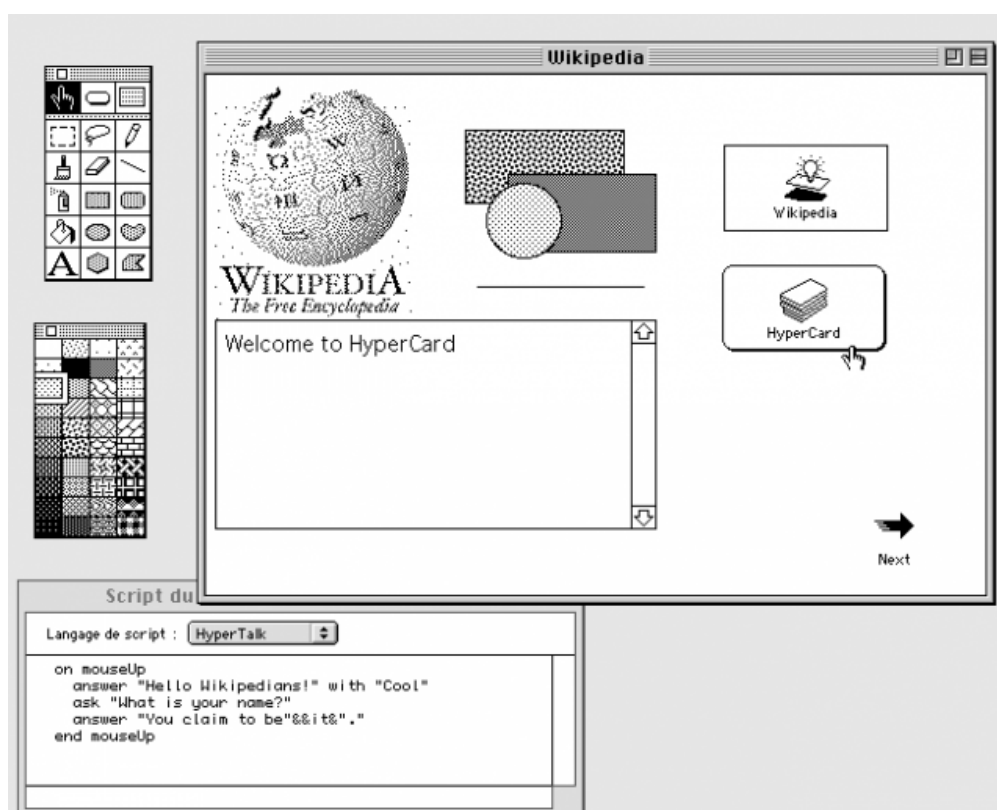 Wikipedia
WIKIPEDIA
The Free Encyclopedia
Wikipedia
HyperCard
Welcome to HyperCard
Next
Script du
Langage de script : HyperTalk
on mouseUp
answer "Hello Wikipedians!" with "Cool"
ask "What is your name?"
answer "You claim to be"&&it&"."
end mouseUp